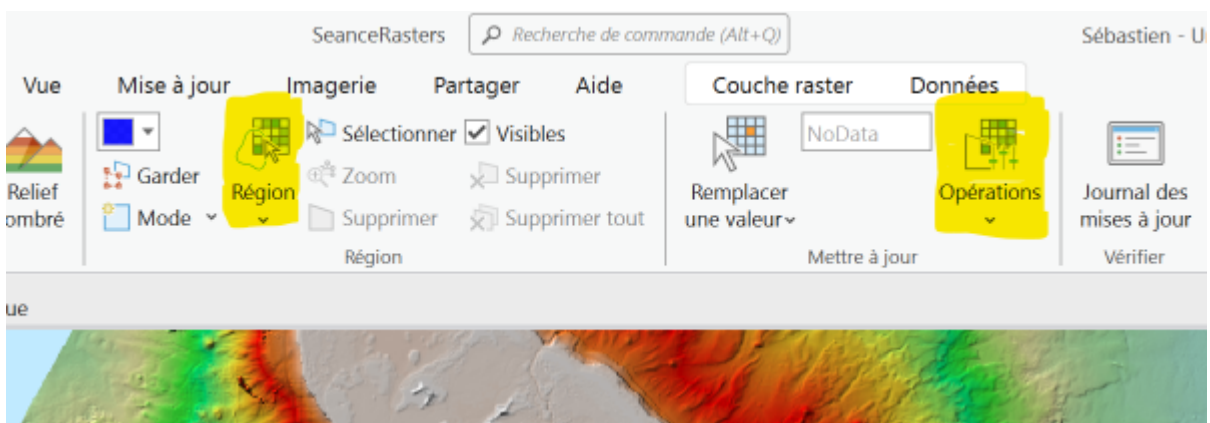 SeanceRasters Recherche de commande (Alt+Q) Sébastien - U
Vue Mise à jour Imagerie Partager Aide Couche raster Données
Sélectionner Visibles NoData
Garder Zoom Supprimer
Relief Région Remplacer Opérations Journal des
ombré Mode Supprimer Supprimer tout une valeur mises à jour
Région Mettre à jour Vérifier
ue